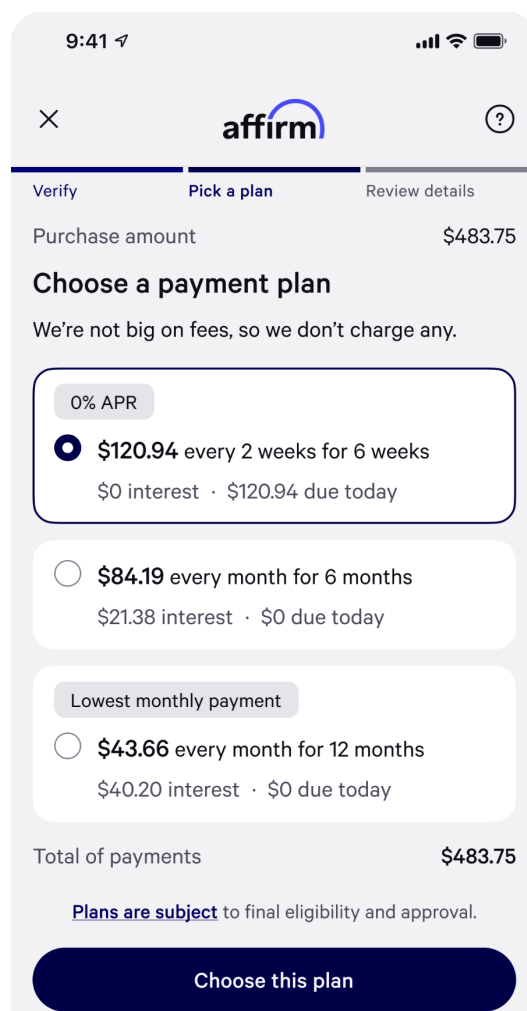 9:41
affirm
?
Verify Pick a plan Review details
Purchase amount $483.75
Choose a payment plan
We’re not big on fees, so we don’t charge any.
0% APR
$120.94 every 2 weeks for 6 weeks
$0 interest · $120.94 due today
$84.19 every month for 6 months
$21.38 interest · $0 due today
Lowest monthly payment
$43.66 every month for 12 months
$40.20 interest · $0 due today
Total of payments $483.75
Plans are subject to final eligibility and approval.
Choose this plan